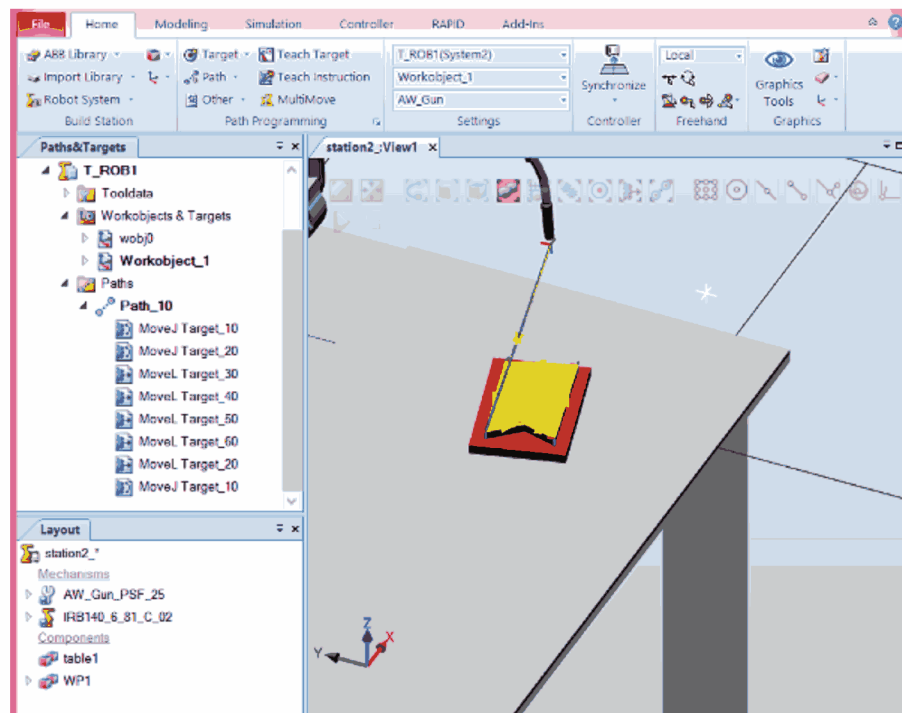 File Home Modeling Simulation Controller RAPID Add-Ins
ABB Library Target Teach Target T_ROB1(System2) Local
Import Library Path Teach Instruction Workobject_1 Synchronize Graphics
Robot System Other MultiMove AW_Gun Tools
Build Station Path Programming Settings Controller Freehand Graphics
Paths&Targets
station2_:View1
T_ROB1
Tooldata
Workobjects & Targets
wobj0
Workobject_1
Paths
Path_10
MoveJ Target_10
MoveJ Target_20
MoveL Target_30
MoveL Target_40
MoveL Target_50
MoveL Target_60
MoveL Target_20
MoveJ Target_10
Layout
station2_*
Mechanisms
AW_Gun_PSF_25
IRB140_6_81_C_02
Components
table1
WP1
Z
X
Y